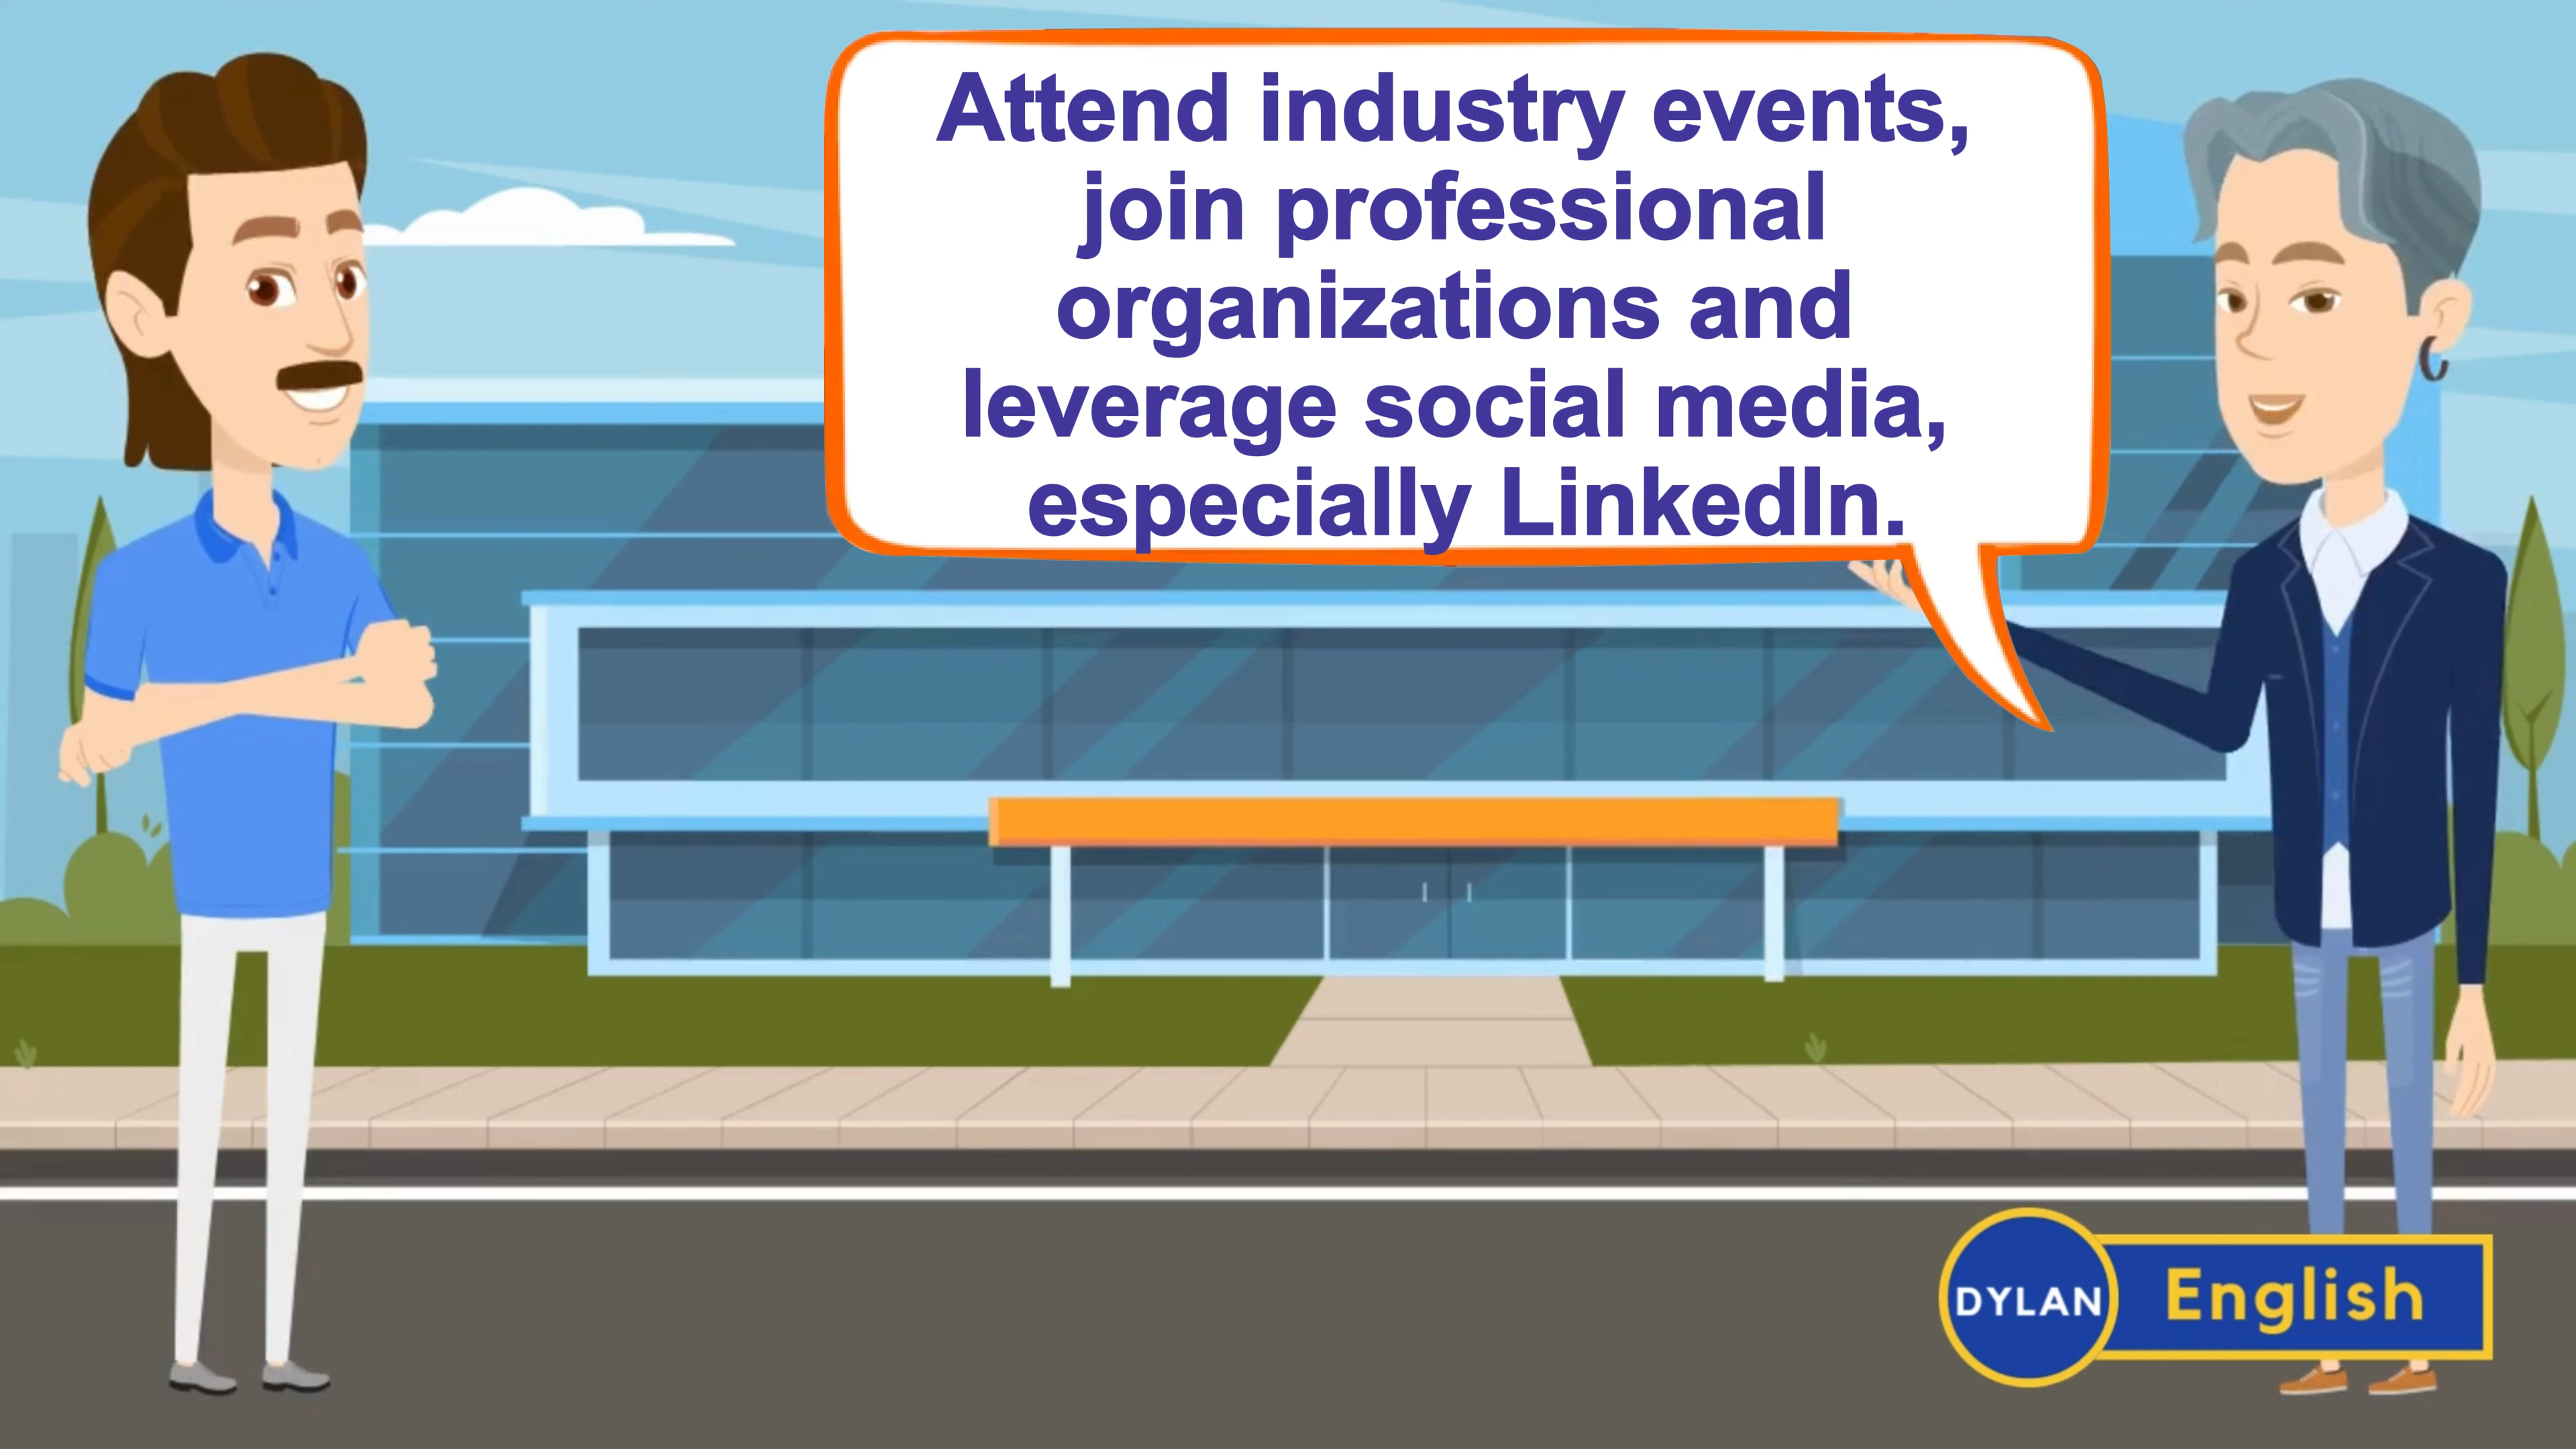 Attend industry events,
join professional
organizations and
leverage social media,
especially LinkedIn.
DYLAN English